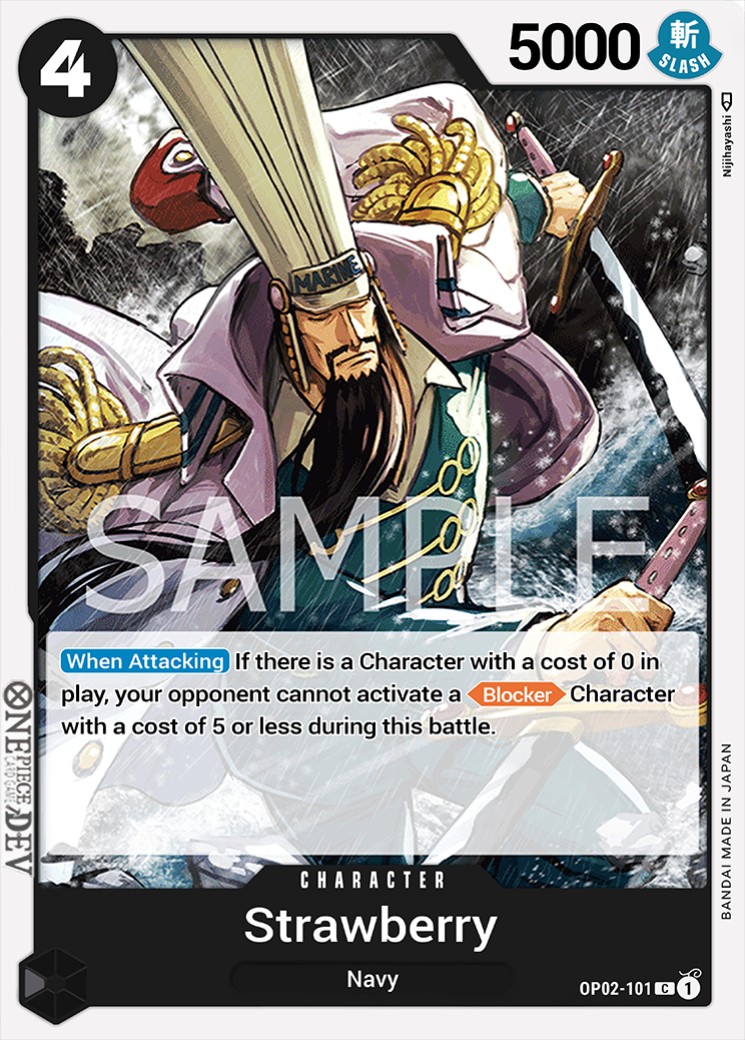 4
5000
斬
SLASH
Nijihayashi
MARINE
SAMPLE
When Attacking If there is a Character with a cost of 0 in
play, your opponent cannot activate a Blocker Character
with a cost of 5 or less during this battle.
ONE PIECE
CARD GAME
DEV
BANDAI MADE IN JAPAN
CHARACTER
Strawberry
Navy
OP02-101 C 1